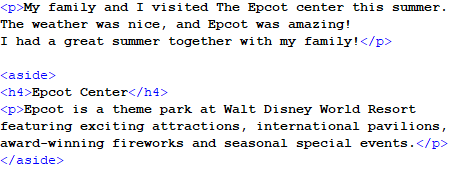 <p>My family and I visited The Epcot center this summer.
The weather was nice, and Epcot was amazing!
I had a great summer together with my family!</p>
<aside>
<h4>Epcot Center</h4>
<p>Epcot is a theme park at Walt Disney World Resort
featuring exciting attractions, international pavilions,
award-winning fireworks and seasonal special events.</p>
</aside>